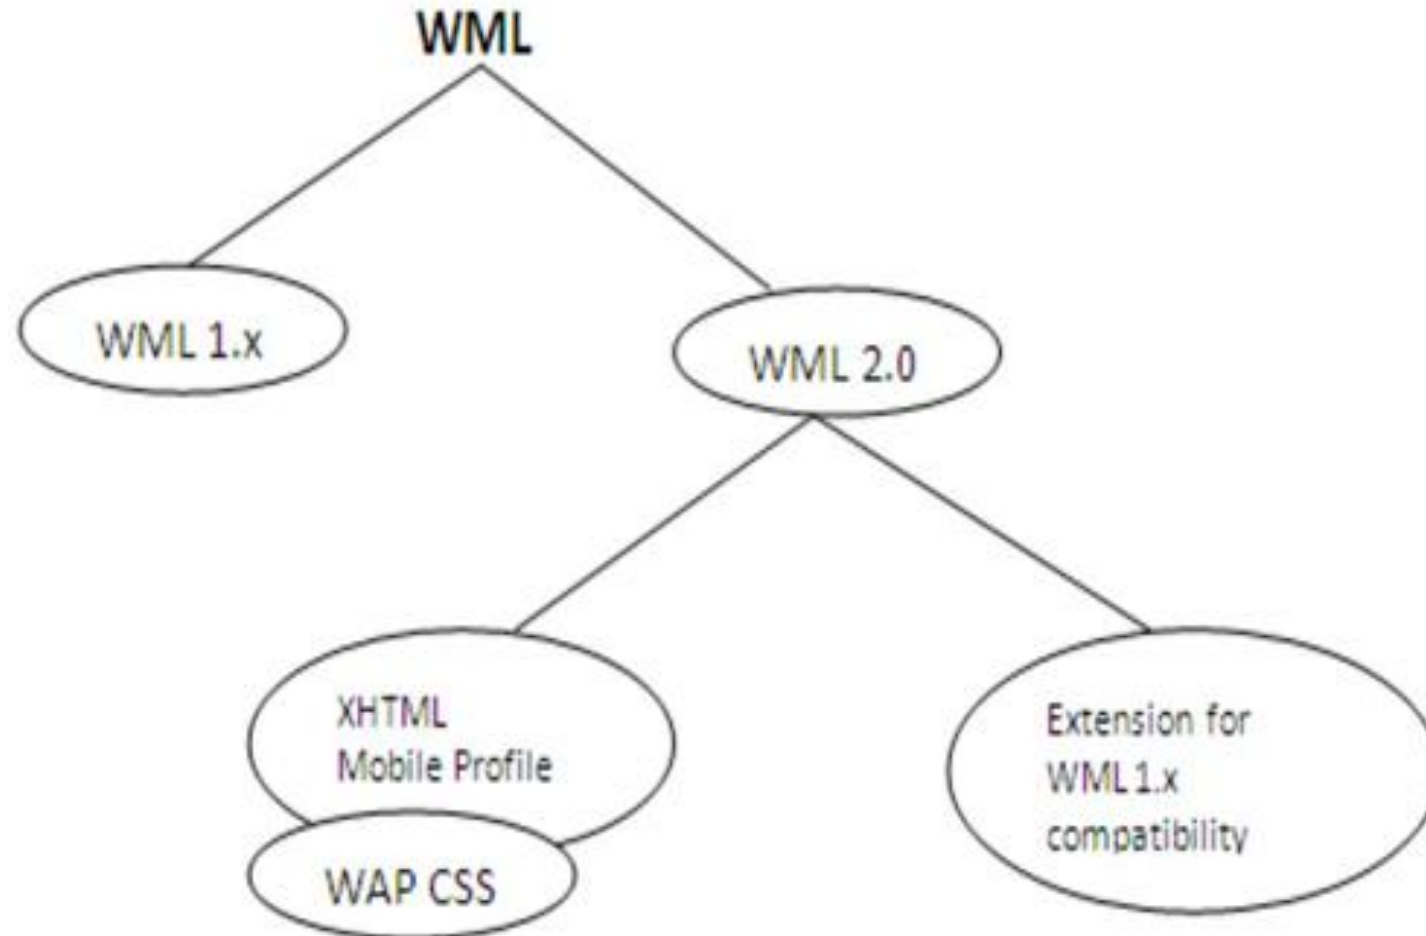 WML
WML 1.x
WML 2.0
XHTML
Mobile Profile
WAP CSS
Extension for
WML 1.x
compatibility